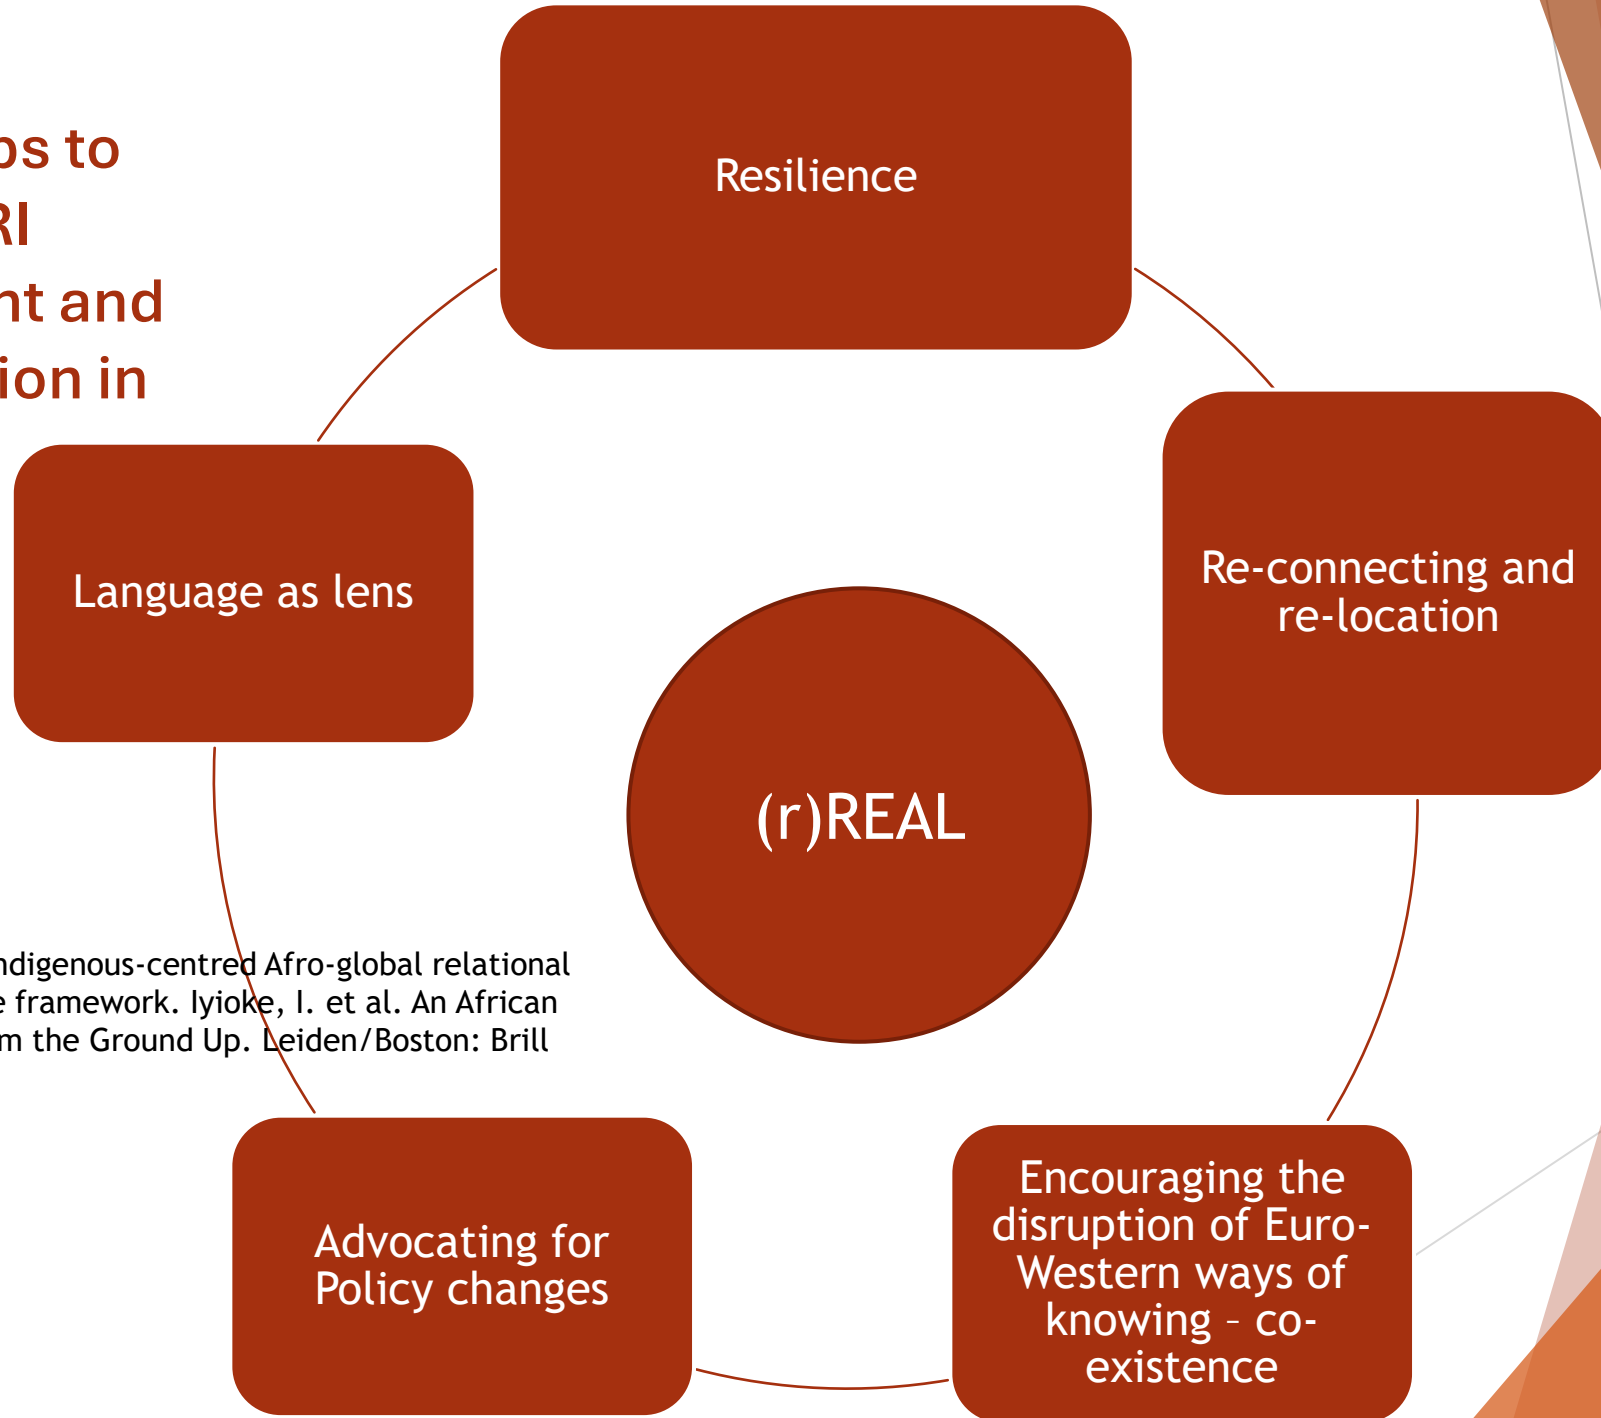 ps to
RI
nt and
ion in
Resilience
Re-connecting and
re-location
Encouraging the
disruption of Euro-
Western ways of
knowing – co-
existence
Advocating for
Policy changes
Language as lens
(r)REAL
ndigenous-centred Afro-global relational
e framework. Iyioke, I. et al. An African
m the Ground Up. Leiden/Boston: Brill